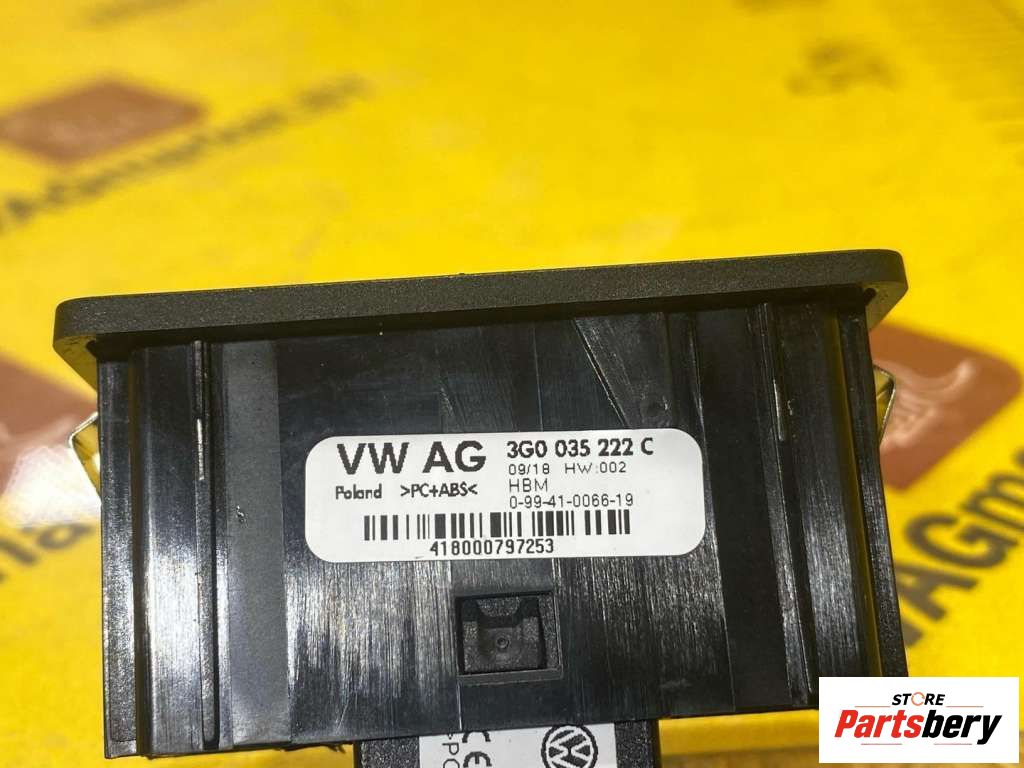 VW AG 3G0 035 222 C
09/18 HW:002
Poland >PC+ABS< HBM
0-99-41-0066-19
418000797253
CE
STORE
Partsbery